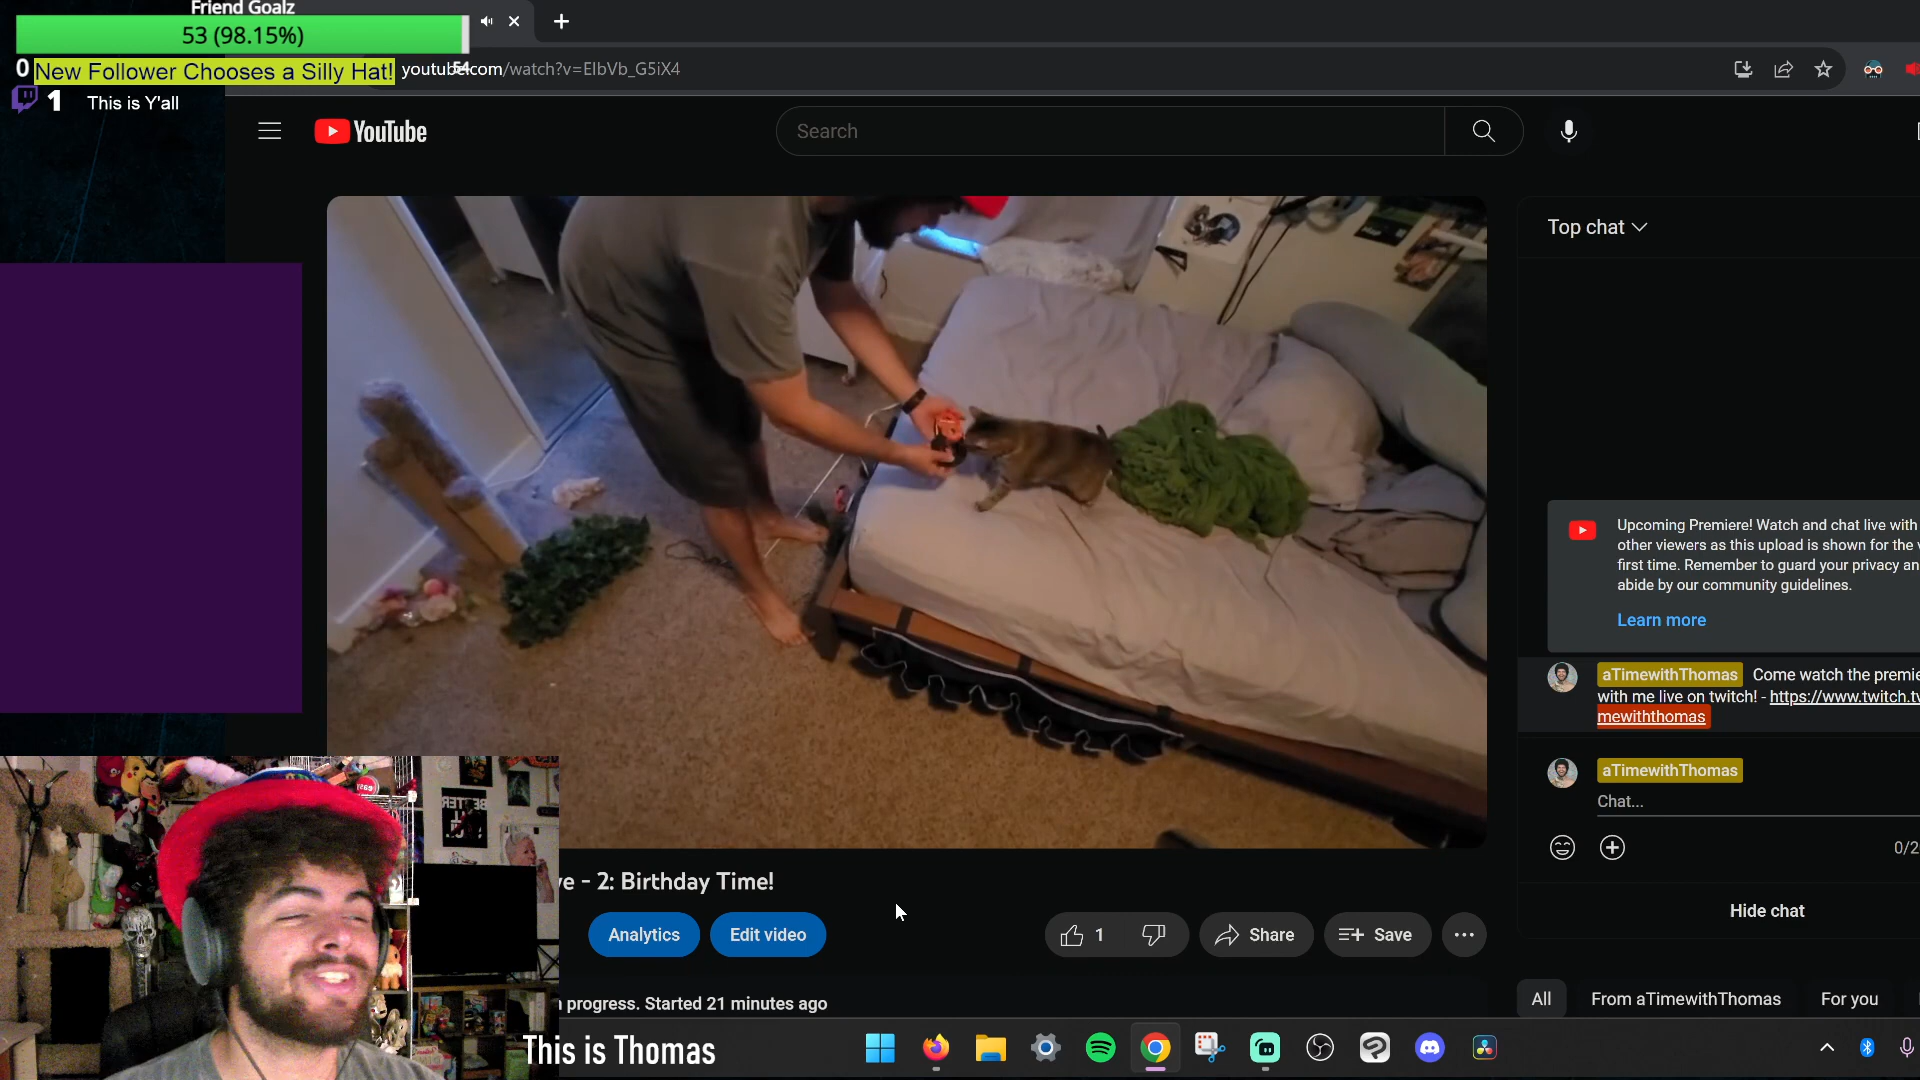 Friend Goalz
53 (98.15%)
0
54
New Follower Chooses a Silly Hat!
youtube.com/watch?v=EIbVb_G5iX4
1 This is Y'all
YouTube
Search
Top chat
Upcoming Premiere! Watch and chat live with
other viewers as this upload is shown for the
first time. Remember to guard your privacy an
abide by our community guidelines.
Learn more
aTimewithThomas Come watch the premie
with me live on twitch! - https://www.twitch.tv
mewiththomas
aTimewithThomas
Chat...
0/2
Hide chat
e - 2: Birthday Time!
Analytics
Edit video
1
Share
Save
progress. Started 21 minutes ago
All
From aTimewithThomas
For you
This is Thomas